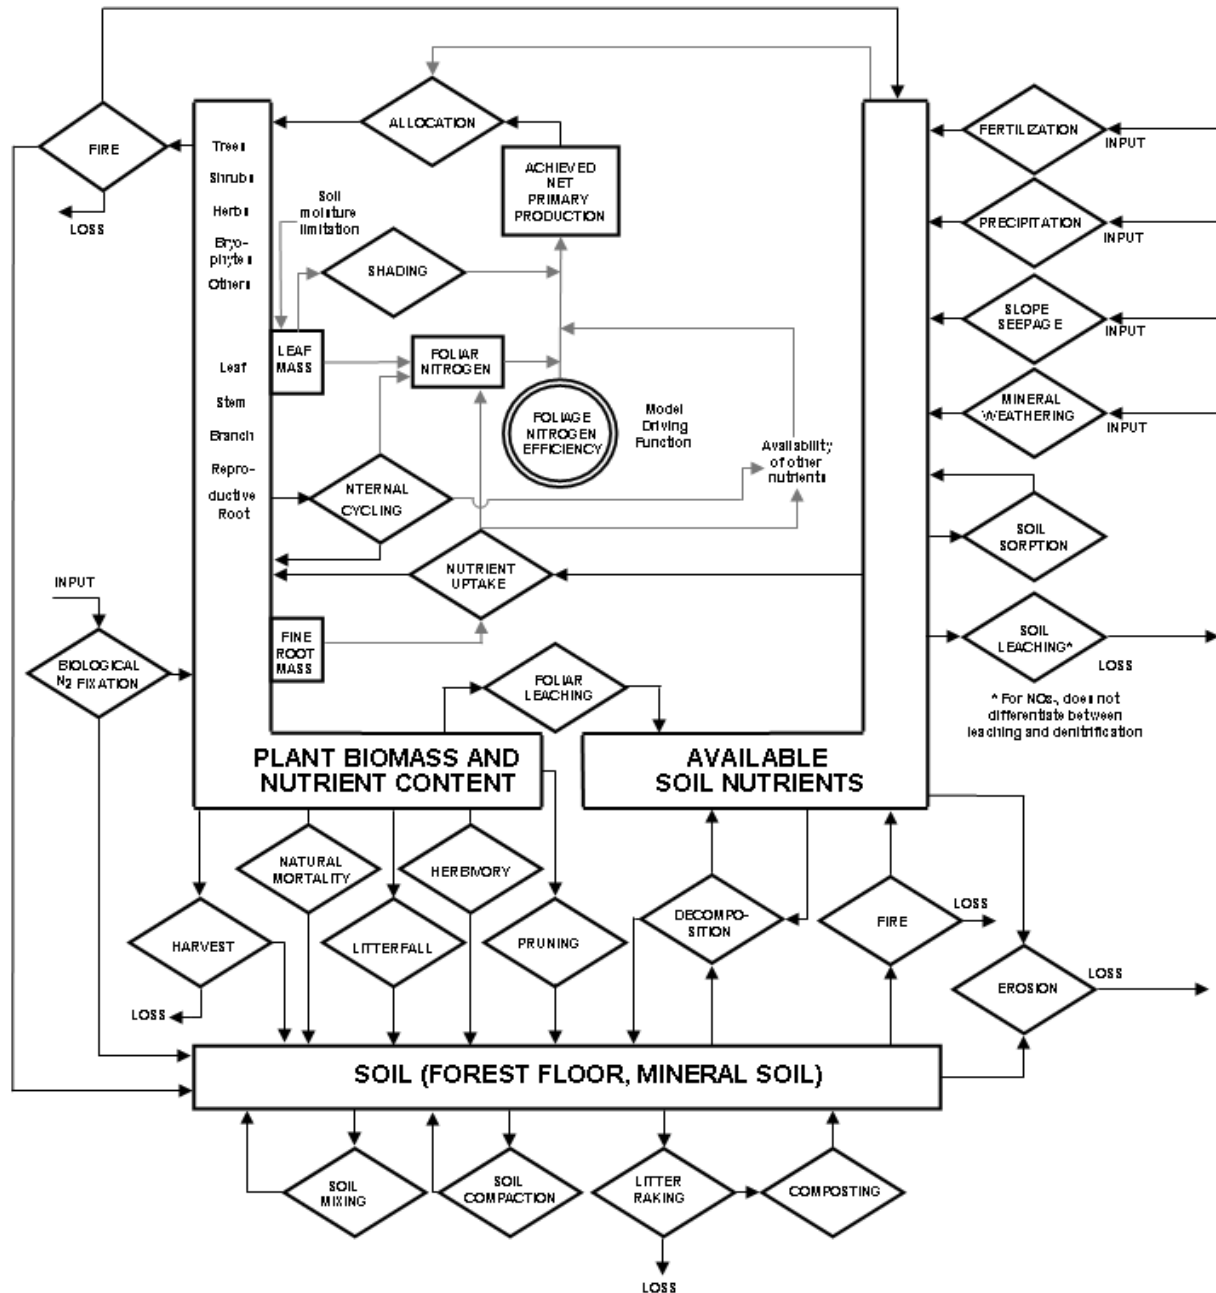 FIRE
LOSS
Trees
Shrubs
Herbs
Bryo-
phytes
Others
Leaf
Stem
Branch
Repro-
ductive
Root
ALLOCATION
ACHIEVED
NET
PRIMARY
PRODUCTION
Soil
moisture
limitation
SHADING
LEAF
MASS
FOLIAR
NITROGEN
FOLIAGE
NITROGEN
EFFICIENCY
Model
Driving
Function
Availability
of other
nutrients
NTERNAL
CYCLING
NUTRIENT
UPTAKE
FINE
ROOT
MASS
FOLIAR
LEACHING
INPUT
BIOLOGICAL
N2 FIXATION
FERTILIZATION
INPUT
PRECIPITATION
INPUT
SLOPE
SEEPAGE
INPUT
MINERAL
WEATHERING
INPUT
SOIL
SORPTION
SOIL
LEACHING*
LOSS
* For NO3-, does not
differentiate between
leaching and denitrification
PLANT BIOMASS AND
NUTRIENT CONTENT
AVAILABLE
SOIL NUTRIENTS
NATURAL
MORTALITY
HERBIVORY
HARVEST
LOSS
LITTERFALL
PRUNING
DECOMPO-
SITION
FIRE
LOSS
EROSION
LOSS
SOIL (FOREST FLOOR, MINERAL SOIL)
SOIL
MIXING
SOIL
COMPACTION
LITTER
RAKING
COMPOSTING
LOSS